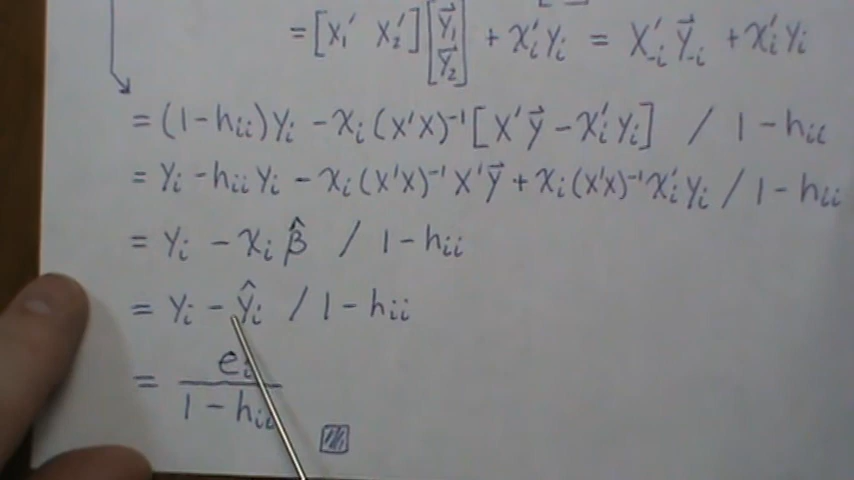 = [X₁' X₂'] [Y⃗₁ Y⃗₂] + xᵢ'Yᵢ = X₋ᵢ' Y⃗₋ᵢ + xᵢ'Yᵢ
= (1-hᵢᵢ)Yᵢ - xᵢ(X'X)⁻¹[X'Y⃗ - xᵢ'Yᵢ] / 1-hᵢᵢ
= Yᵢ - hᵢᵢYᵢ - xᵢ(X'X)⁻¹X'Y⃗ + xᵢ(X'X)⁻¹xᵢ'Yᵢ / 1-hᵢᵢ
= Yᵢ - xᵢβ̂ / 1-hᵢᵢ
= Yᵢ - Ŷᵢ / 1-hᵢᵢ
= eᵢ / 1-hᵢᵢ